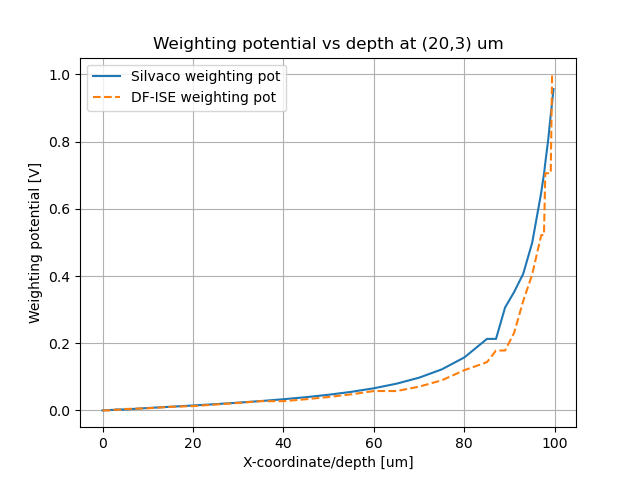 Weighting potential vs depth at (20,3) um
Silvaco weighting pot
DF-ISE weighting pot
1.0
0.8
0.6
0.4
0.2
0.0
Weighting potential [V]
0 20 40 60 80 100
X-coordinate/depth [um]